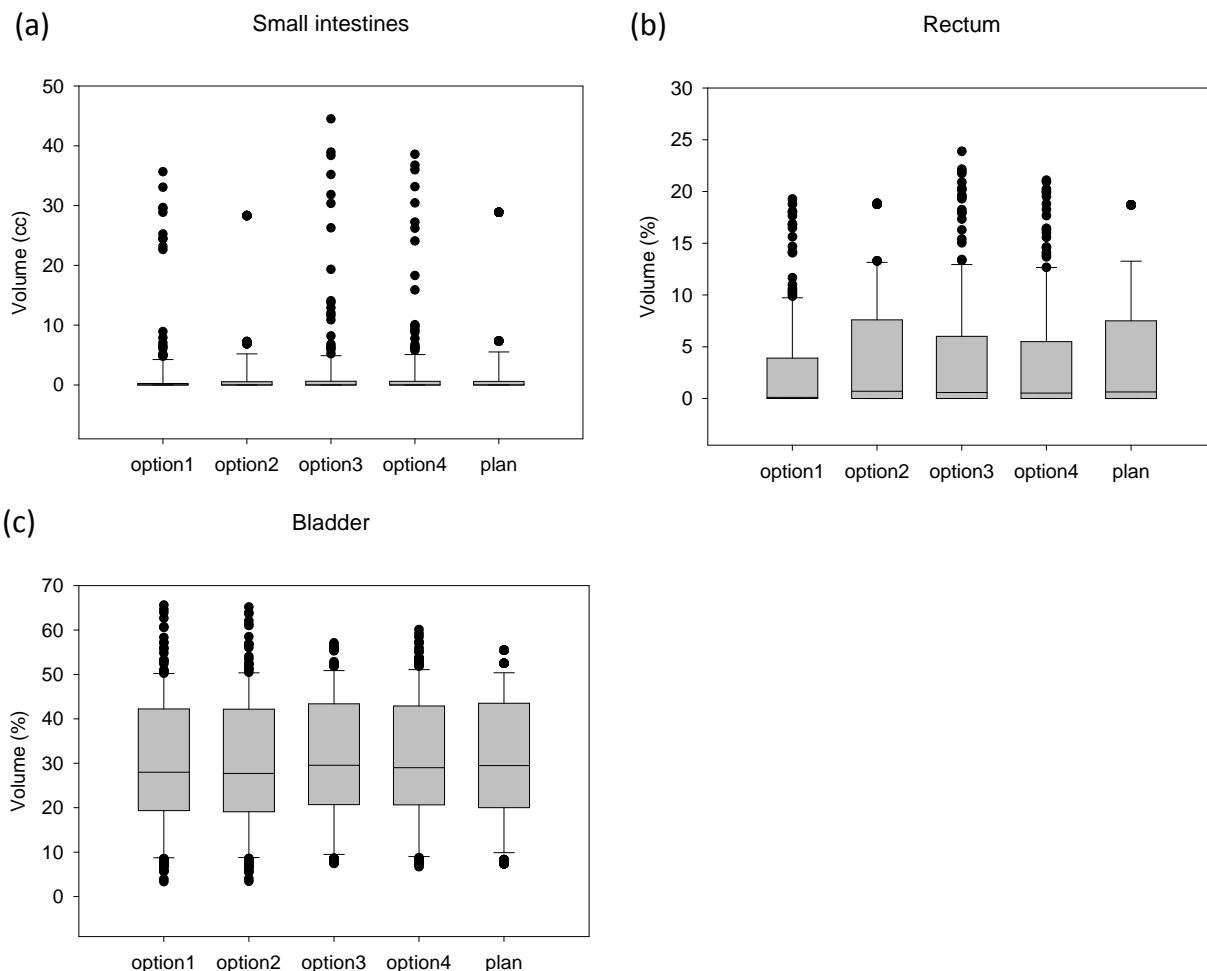 (a)
Small intestines
Volume (cc)
50
40
30
20
10
0
option1 option2 option3 option4 plan
(b)
Rectum
Volume (%)
30
25
20
15
10
5
0
option1 option2 option3 option4 plan
(c)
Bladder
Volume (%)
70
60
50
40
30
20
10
0
option1 option2 option3 option4 plan